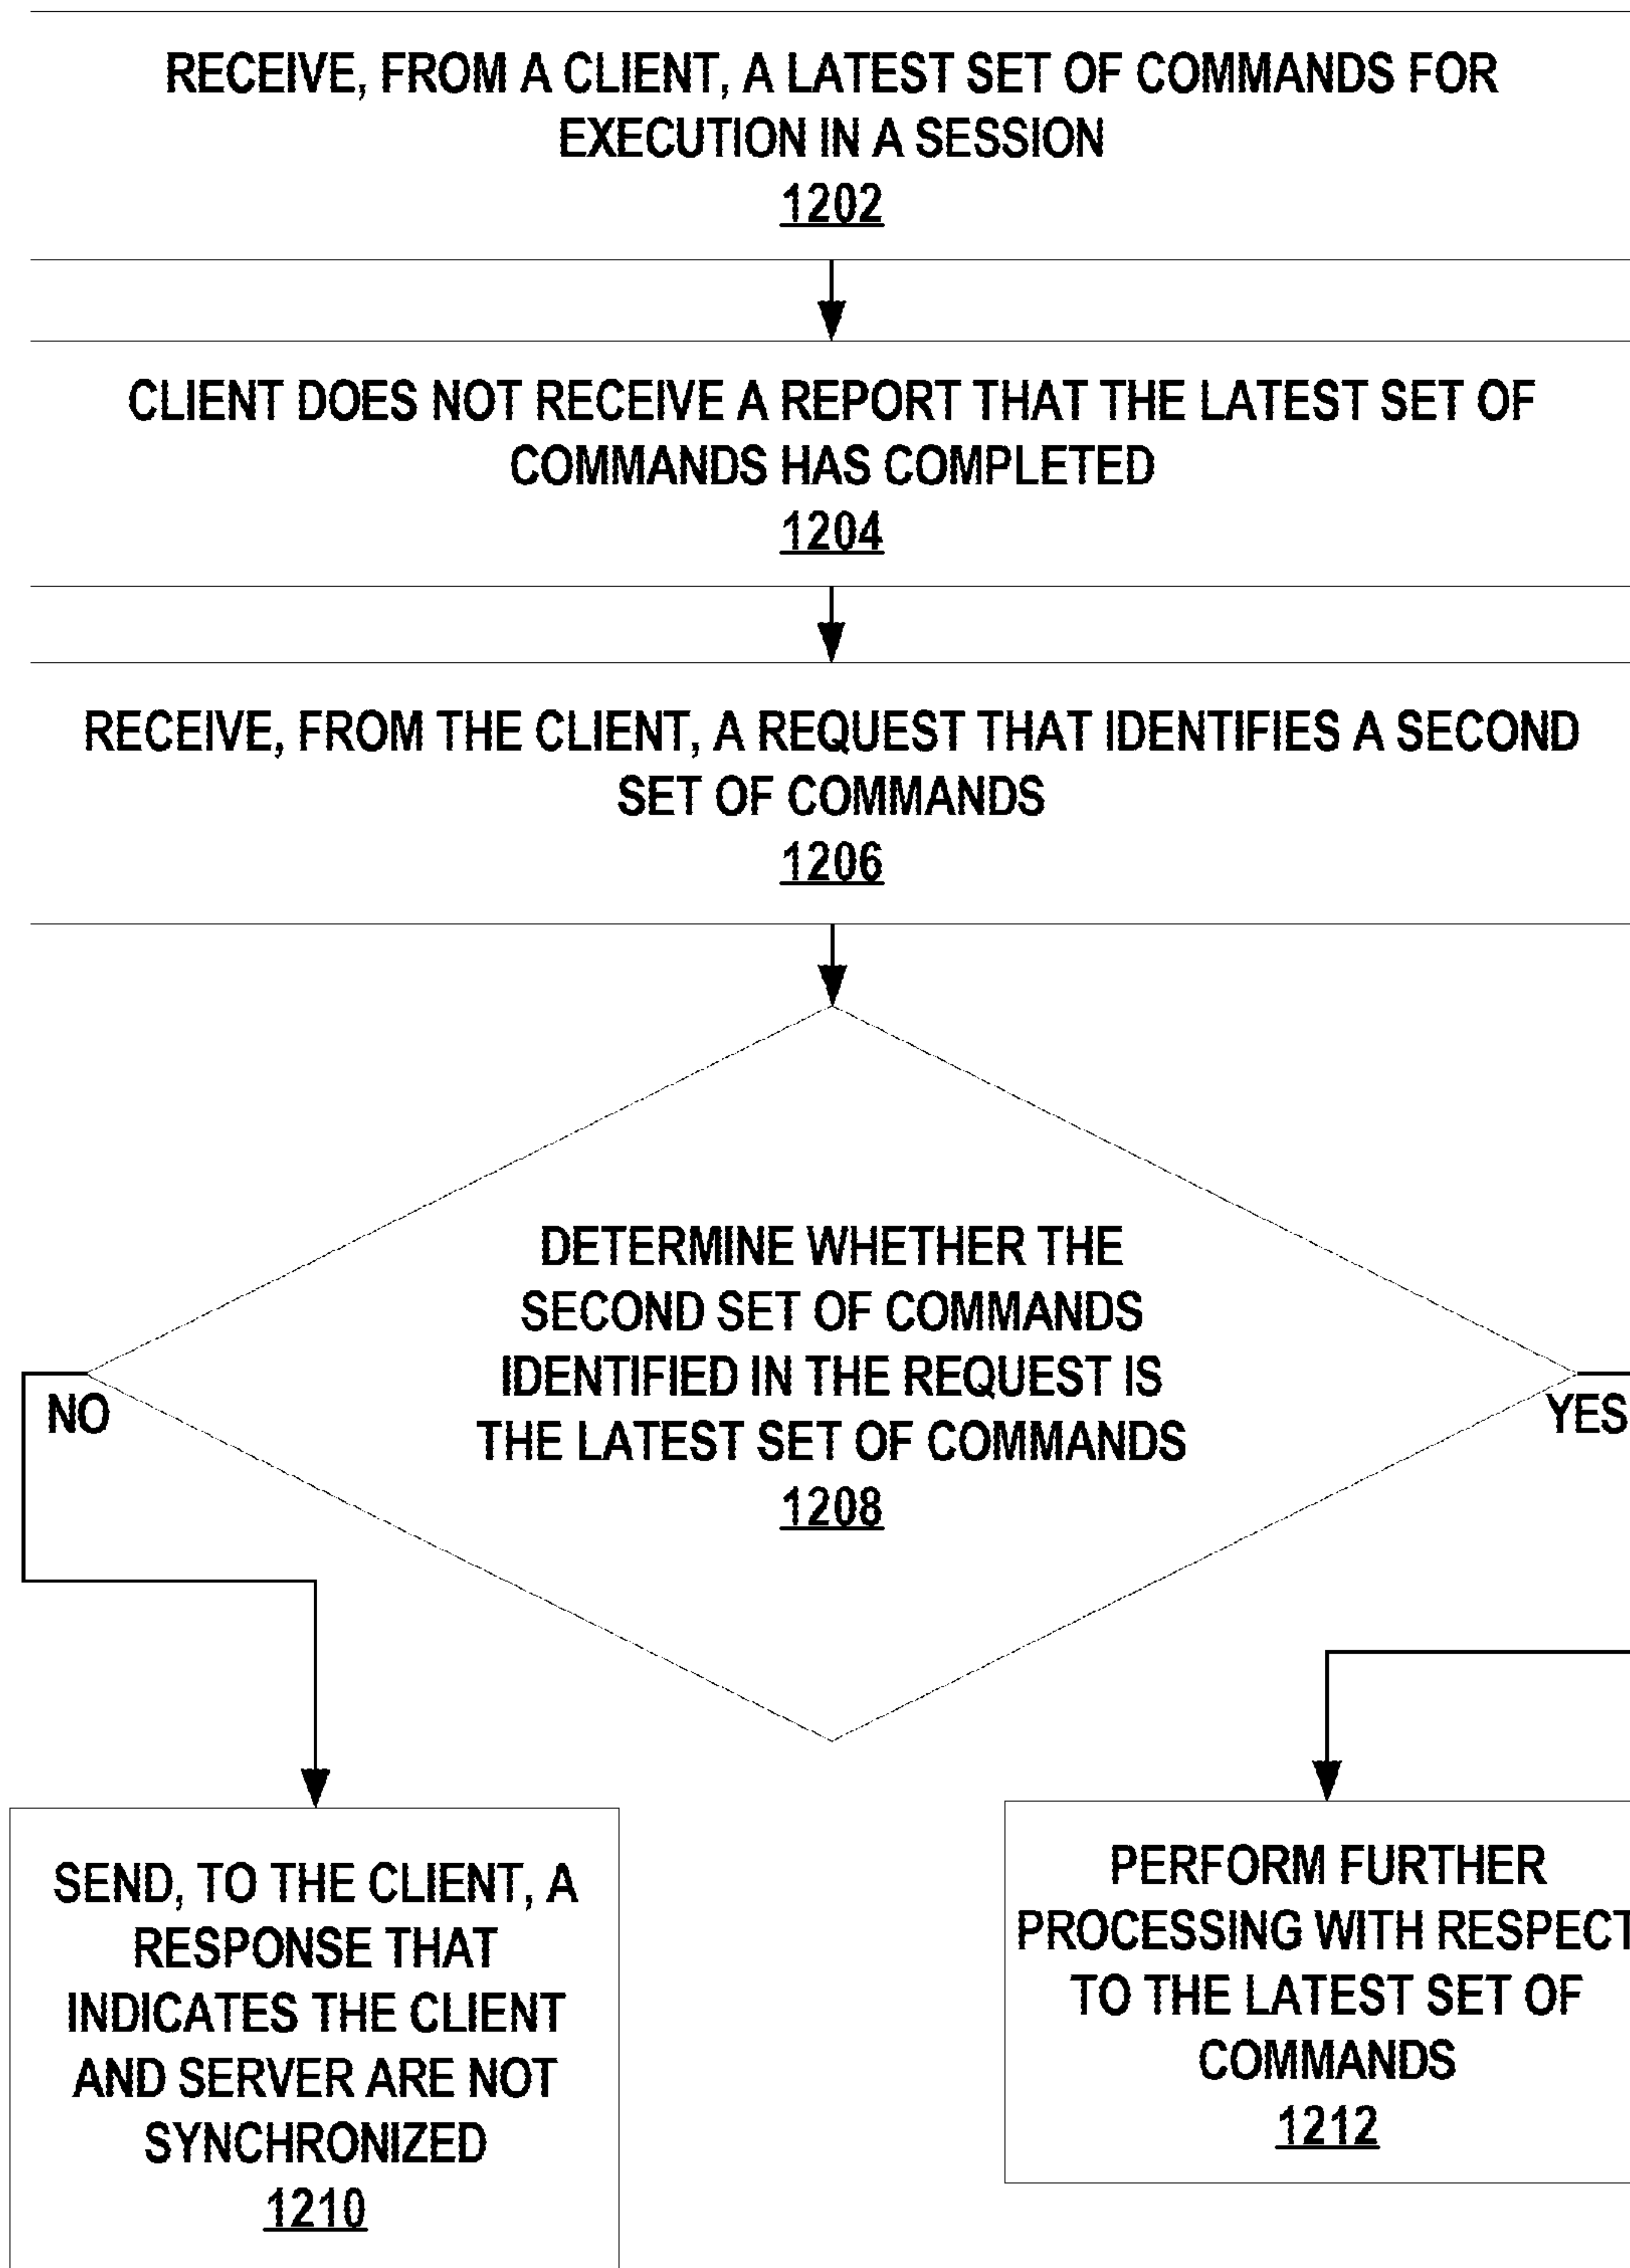 RECEIVE, FROM A CLIENT, A LATEST SET OF COMMANDS FOR
EXECUTION IN A SESSION
1202
CLIENT DOES NOT RECEIVE A REPORT THAT THE LATEST SET OF
COMMANDS HAS COMPLETED
1204
RECEIVE, FROM THE CLIENT, A REQUEST THAT IDENTIFIES A SECOND
SET OF COMMANDS
1206
DETERMINE WHETHER THE
SECOND SET OF COMMANDS
IDENTIFIED IN THE REQUEST IS
THE LATEST SET OF COMMANDS
1208
NO
YES
SEND, TO THE CLIENT, A
RESPONSE THAT
INDICATES THE CLIENT
AND SERVER ARE NOT
SYNCHRONIZED
1210
PERFORM FURTHER
PROCESSING WITH RESPECT
TO THE LATEST SET OF
COMMANDS
1212